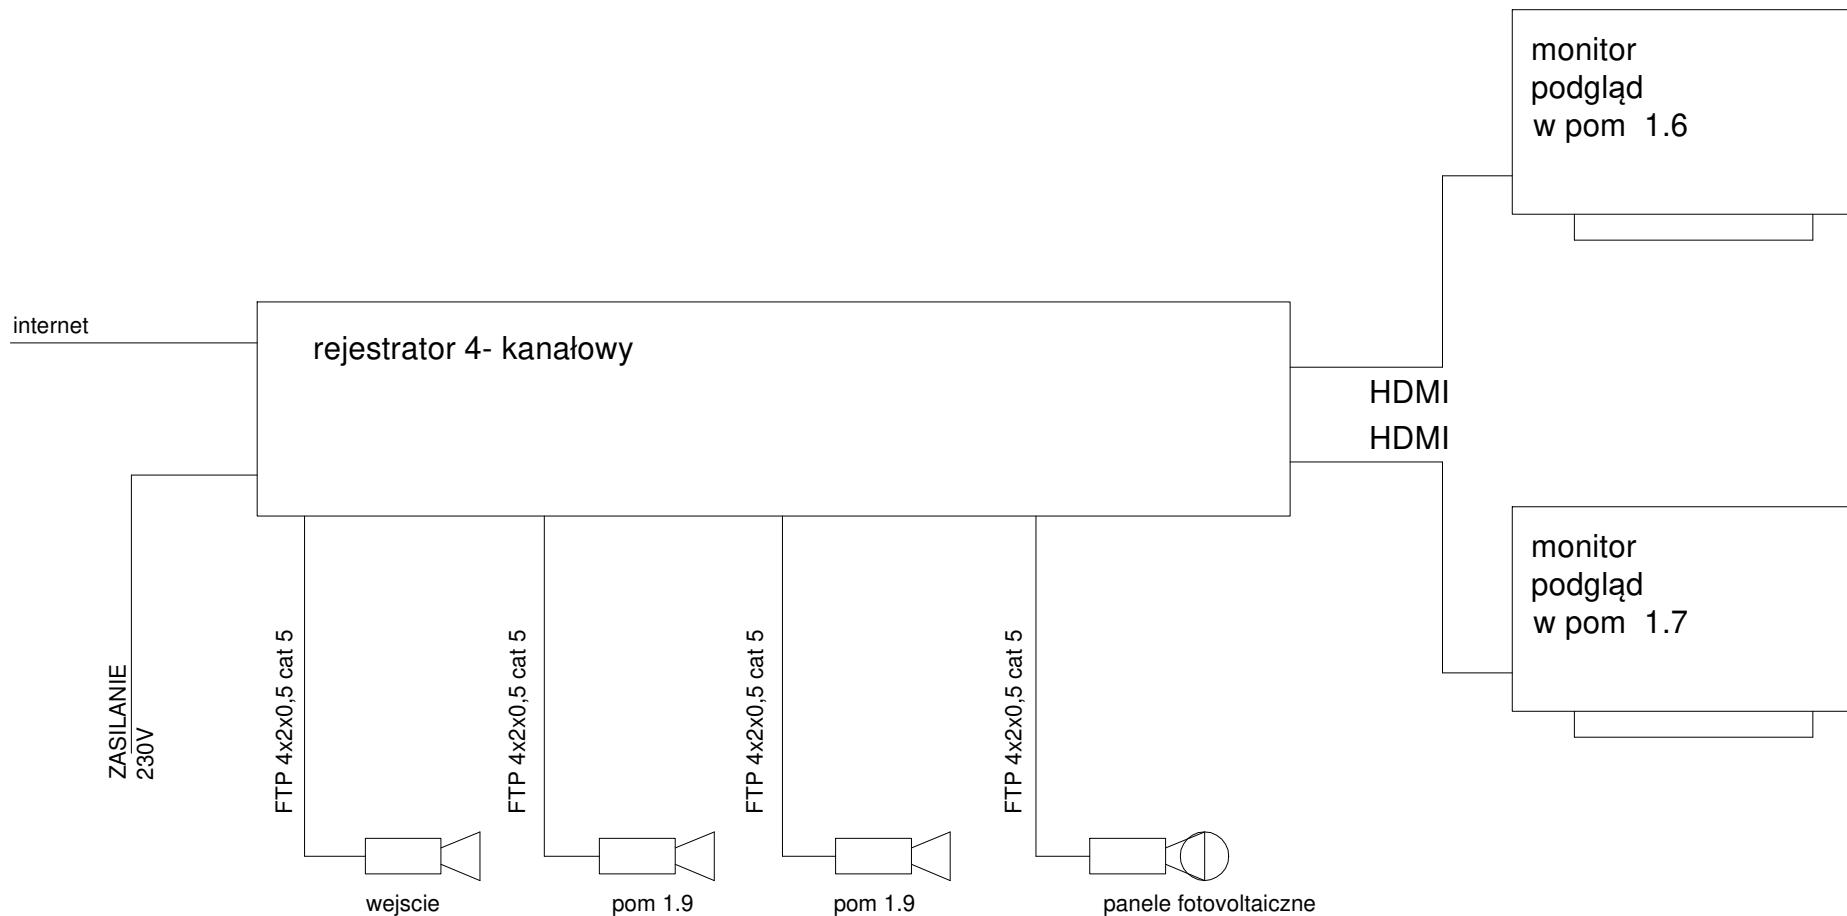 monitor
podgląd
w pom 1.6
internet
rejestrator 4- kanałowy
HDMI
HDMI
monitor
podgląd
w pom 1.7
ZASILANIE
230V
FTP 4x2x0,5 cat 5
FTP 4x2x0,5 cat 5
FTP 4x2x0,5 cat 5
FTP 4x2x0,5 cat 5
wejscie
pom 1.9
pom 1.9
panele fotovoltaiczne